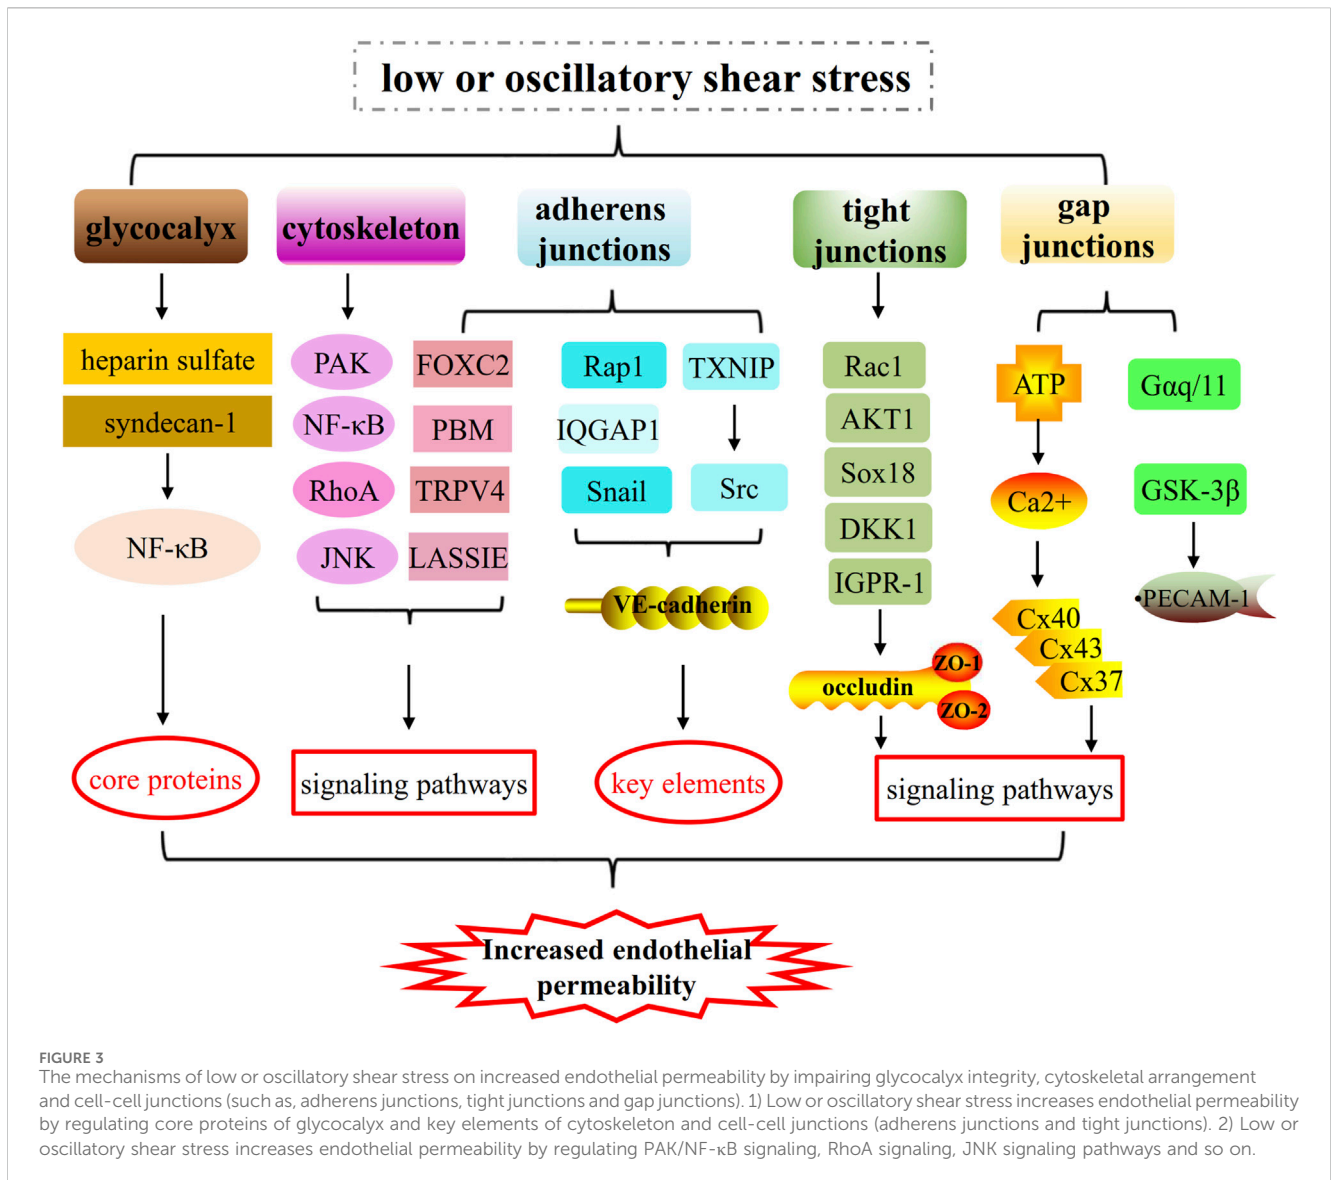 low or oscillatory shear stress
glycocalyx
cytoskeleton
adherens
junctions
tight
junctions
gap
junctions
heparin sulfate
syndecan-1
NF-κB
PAK
NF-κB
RhoA
JNK
FOXC2
PBM
TRPV4
LASSIE
Rap1
IQGAP1
Snail
TXNIP
Src
VE-cadherin
Rac1
AKT1
Sox18
DKK1
IGPR-1
occludin
ZO-1
ZO-2
ATP
Ca2+
Cx40
Cx43
Cx37
Gαq/11
GSK-3β
•PECAM-1
core proteins
signaling pathways
key elements
signaling pathways
Increased endothelial
permeability
FIGURE 3
The mechanisms of low or oscillatory shear stress on increased endothelial permeability by impairing glycocalyx integrity, cytoskeletal arrangement
and cell-cell junctions (such as, adherens junctions, tight junctions and gap junctions). 1) Low or oscillatory shear stress increases endothelial permeability
by regulating core proteins of glycocalyx and key elements of cytoskeleton and cell-cell junctions (adherens junctions and tight junctions). 2) Low or
oscillatory shear stress increases endothelial permeability by regulating PAK/NF-κB signaling, RhoA signaling, JNK signaling pathways and so on.